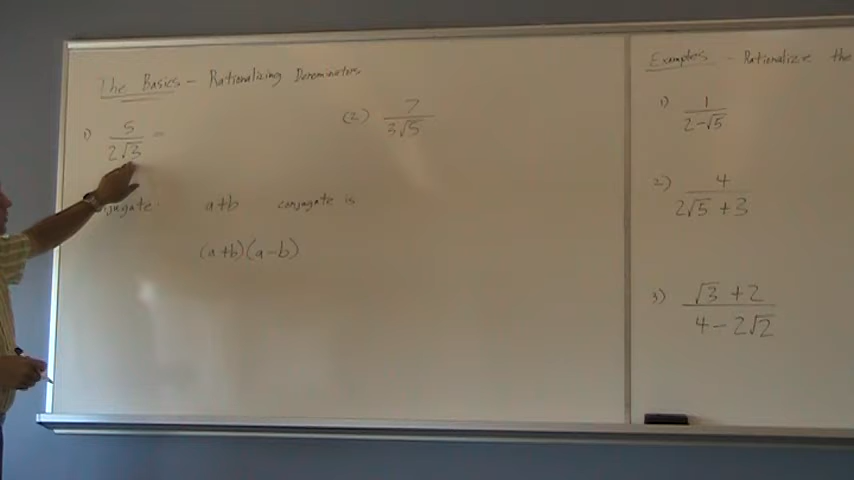 The Basics - Rationalizing Denominators
1) 5/(2√3) =
(2) 7/(3√5)
a+b conjugate is
(a+b)(a-b)
Examples - Rationalize the
1) 1/(2-√5)
2) 4/(2√5 + 3)
3) (√3 + 2)/(4 - 2√2)